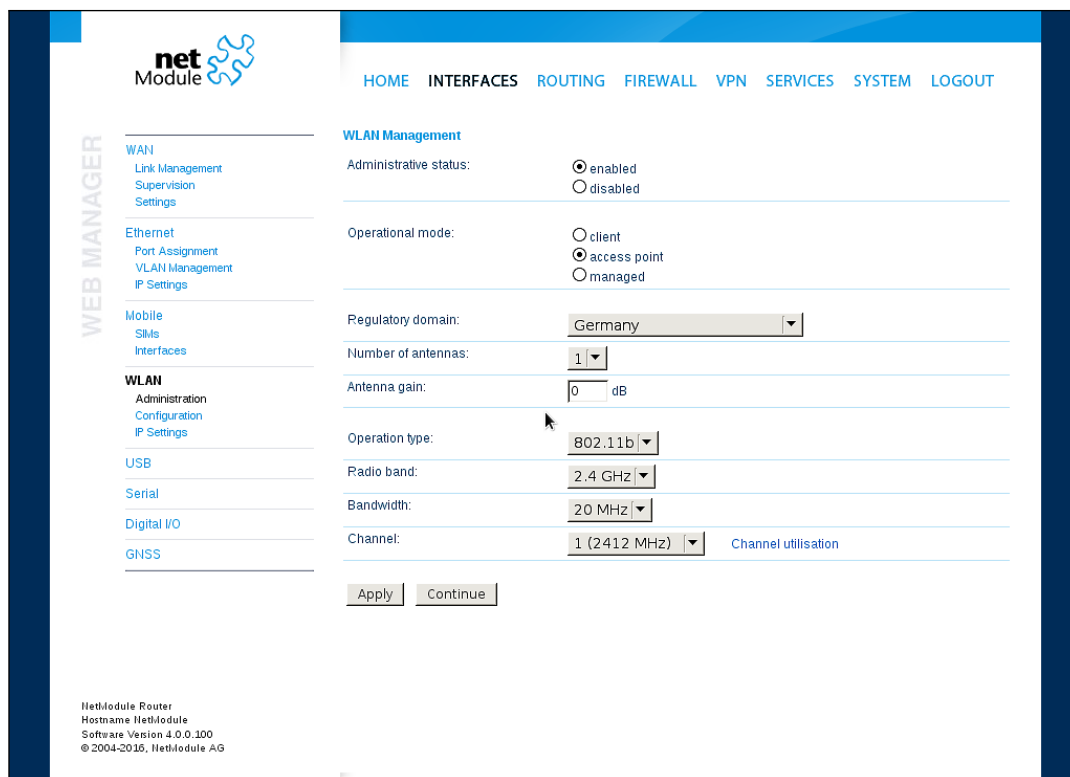 net
Module
HOME INTERFACES ROUTING FIREWALL VPN SERVICES SYSTEM LOGOUT
WEB MANAGER
WAN
Link Management
Supervision
Settings
Ethernet
Port Assignment
VLAN Management
IP Settings
Mobile
SIMs
Interfaces
WLAN
Administration
Configuration
IP Settings
USB
Serial
Digital I/O
GNSS
WLAN Management
Administrative status:
enabled
disabled
Operational mode:
client
access point
managed
Regulatory domain: Germany
Number of antennas: 1
Antenna gain: 0 dB
Operation type: 802.11b
Radio band: 2.4 GHz
Bandwidth: 20 MHz
Channel: 1 (2412 MHz) Channel utilisation
Apply Continue
NetModule Router
Hostname NetModule
Software Version 4.0.0.100
© 2004-2016, NetModule AG